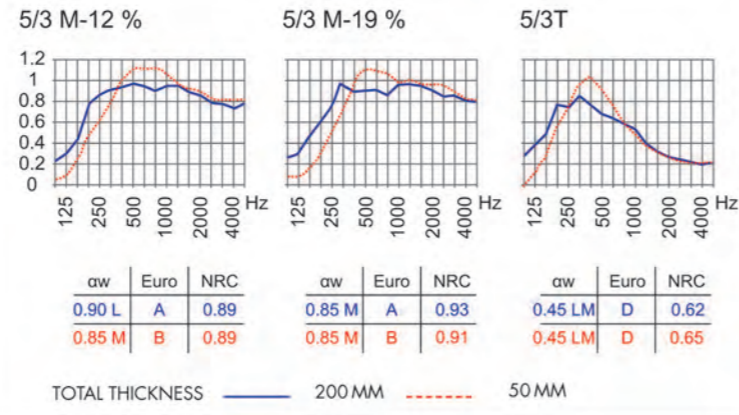 5/3 M-12 %
5/3 M-19 %
5/3T
1.2
1
0.8
0.6
0.4
0.2
0
125
250
500
1000
2000
4000
Hz
125
250
500
1000
2000
4000
Hz
125
250
500
1000
2000
4000
Hz
αw Euro NRC
0.90 L A 0.89
0.85 M B 0.89
αw Euro NRC
0.85 M A 0.93
0.85 M B 0.91
αw Euro NRC
0.45 LM D 0.62
0.45 LM D 0.65
TOTAL THICKNESS 200 MM 50 MM